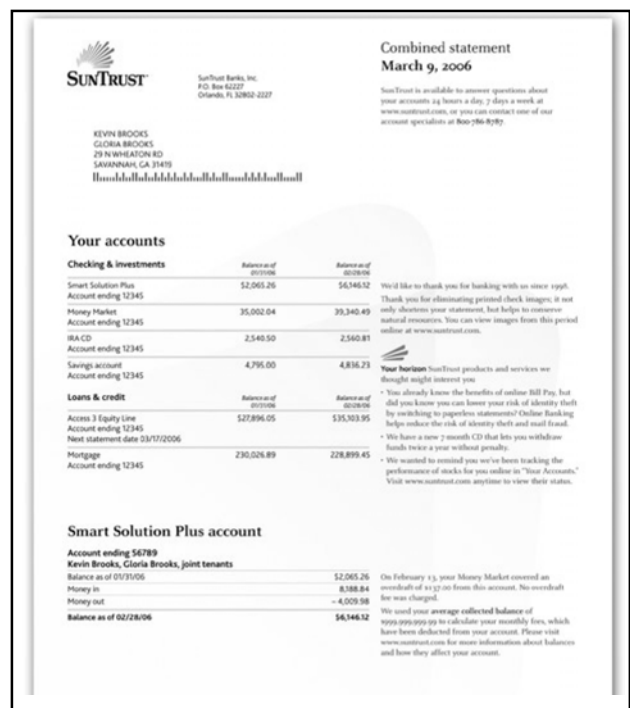 SUNTRUST
SunTrust Banks, Inc.
P.O. Box 62227
Orlando, FL 32802-2227
Combined statement
March 9, 2006
SunTrust is available to answer questions about
your accounts 24 hours a day, 7 days a week at
www.suntrust.com, or you can contact one of our
account specialists at 800-786-8787.
KEVIN BROOKS
GLORIA BROOKS
29 N WHEATON RD
SAVANNAH, GA 31419
Your accounts
Checking & investments Balance as of 01/31/06 Balance as of 02/28/06
Smart Solution Plus $2,065.26 $6,146.12
Account ending 12345
Money Market 35,002.04 39,340.49
Account ending 12345
IRA CD 2,540.50 2,560.81
Account ending 12345
Savings account 4,795.00 4,836.23
Account ending 12345
Loans & credit Balance as of 01/31/06 Balance as of 02/28/06
Access 3 Equity Line $27,896.05 $35,103.95
Account ending 12345
Next statement date 03/17/2006
Mortgage 230,026.89 228,899.45
Account ending 12345
We'd like to thank you for banking with us since 1998.
Thank you for eliminating printed check images; it not
only shortens your statement, but helps to conserve
natural resources. You can view images from this period
online at www.suntrust.com.
Your horizon SunTrust products and services we
thought might interest you
• You already know the benefits of online Bill Pay, but
did you know you can lower your risk of identity theft
by switching to paperless statements? Online Banking
helps reduce the risk of identity theft and mail fraud.
• We have a new 7-month CD that lets you withdraw
funds twice a year without penalty.
• We wanted to remind you we've been tracking the
performance of stocks for you online in "Your Accounts."
Visit www.suntrust.com anytime to view their status.
Smart Solution Plus account
Account ending 56789
Kevin Brooks, Gloria Brooks, joint tenants
Balance as of 01/31/06 $2,065.26
Money in 8,188.84
Money out – 4,009.98
Balance as of 02/28/06 $6,146.12
On February 13, your Money Market covered an
overdraft of $137.00 from this account. No overdraft
fee was charged.
We used your average collected balance of
$999,999,999.99 to calculate your monthly fees, which
have been deducted from your account. Please visit
www.suntrust.com for more information about balances
and how they affect your account.